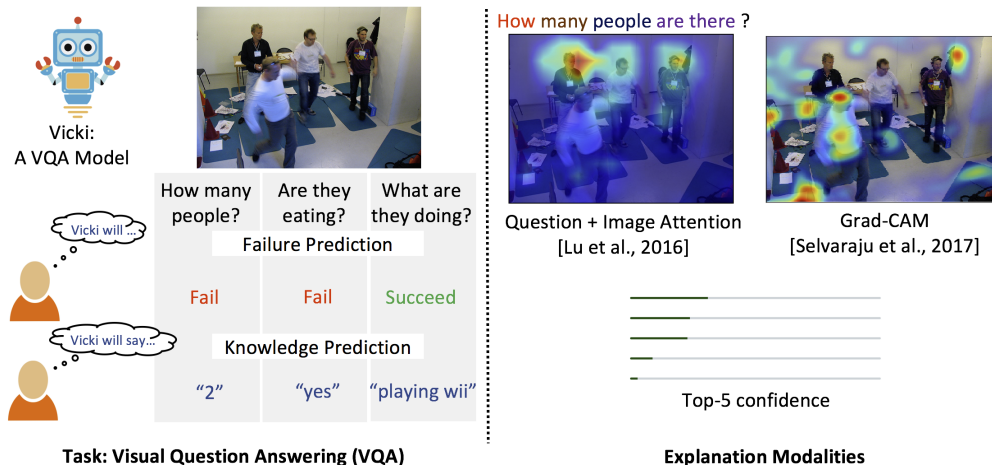 Vicki:
A VQA Model
How many people?
Are they eating?
What are they doing?
Failure Prediction
Vicki will ...
Fail
Fail
Succeed
Vicki will say...
Knowledge Prediction
“2”
“yes”
“playing wii”
Task: Visual Question Answering (VQA)
How many people are there ?
Question + Image Attention
[Lu et al., 2016]
Grad-CAM
[Selvaraju et al., 2017]
Top-5 confidence
Explanation Modalities